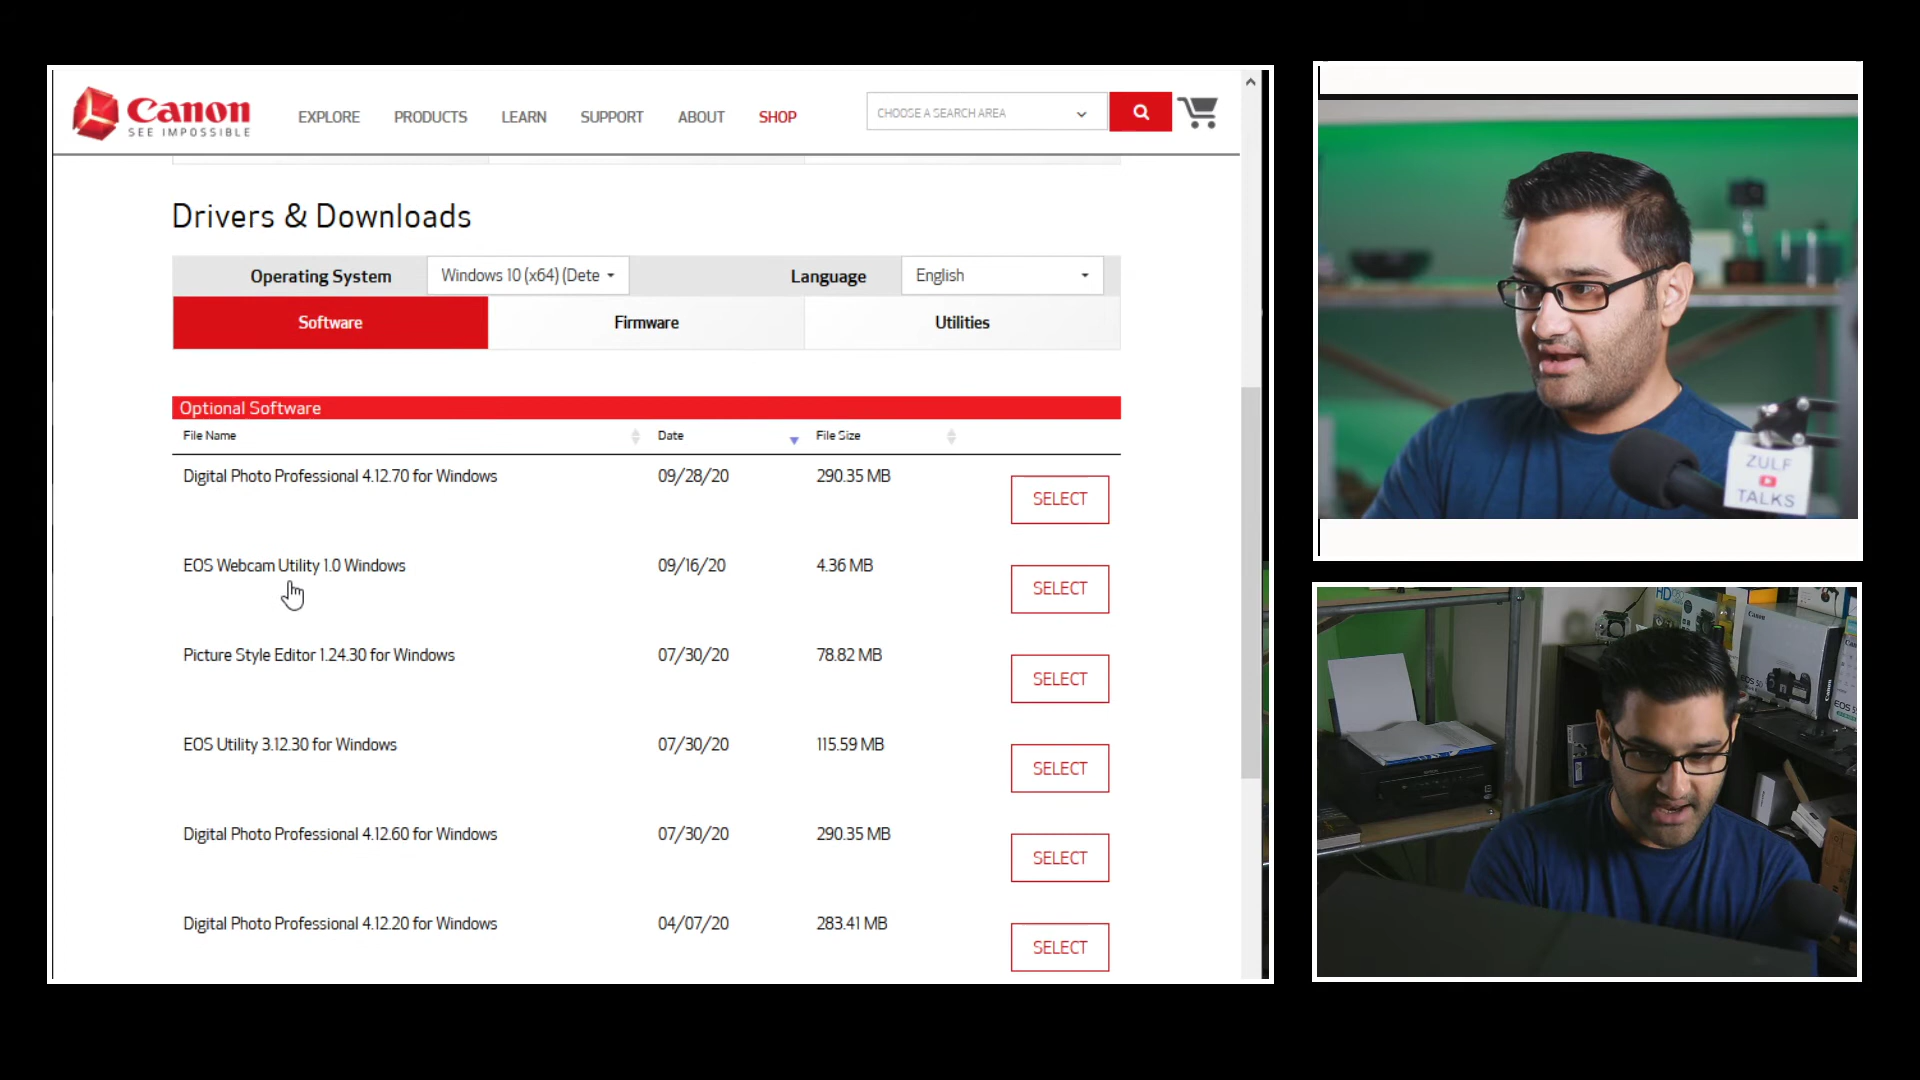 Canon
SEE IMPOSSIBLE
EXPLORE
PRODUCTS
LEARN
SUPPORT
ABOUT
SHOP
CHOOSE A SEARCH AREA
Drivers & Downloads
Operating System
Windows 10 (x64) (Dete
Language
English
Software
Firmware
Utilities
Optional Software
File Name
Date
File Size
Digital Photo Professional 4.12.70 for Windows
09/28/20
290.35 MB
SELECT
EOS Webcam Utility 1.0 Windows
09/16/20
4.36 MB
SELECT
Picture Style Editor 1.24.30 for Windows
07/30/20
78.82 MB
SELECT
EOS Utility 3.12.30 for Windows
07/30/20
115.59 MB
SELECT
Digital Photo Professional 4.12.60 for Windows
07/30/20
290.35 MB
SELECT
Digital Photo Professional 4.12.20 for Windows
04/07/20
283.41 MB
SELECT
ZULF
TALKS
HD
Canon
EOS 5D
EOS 5